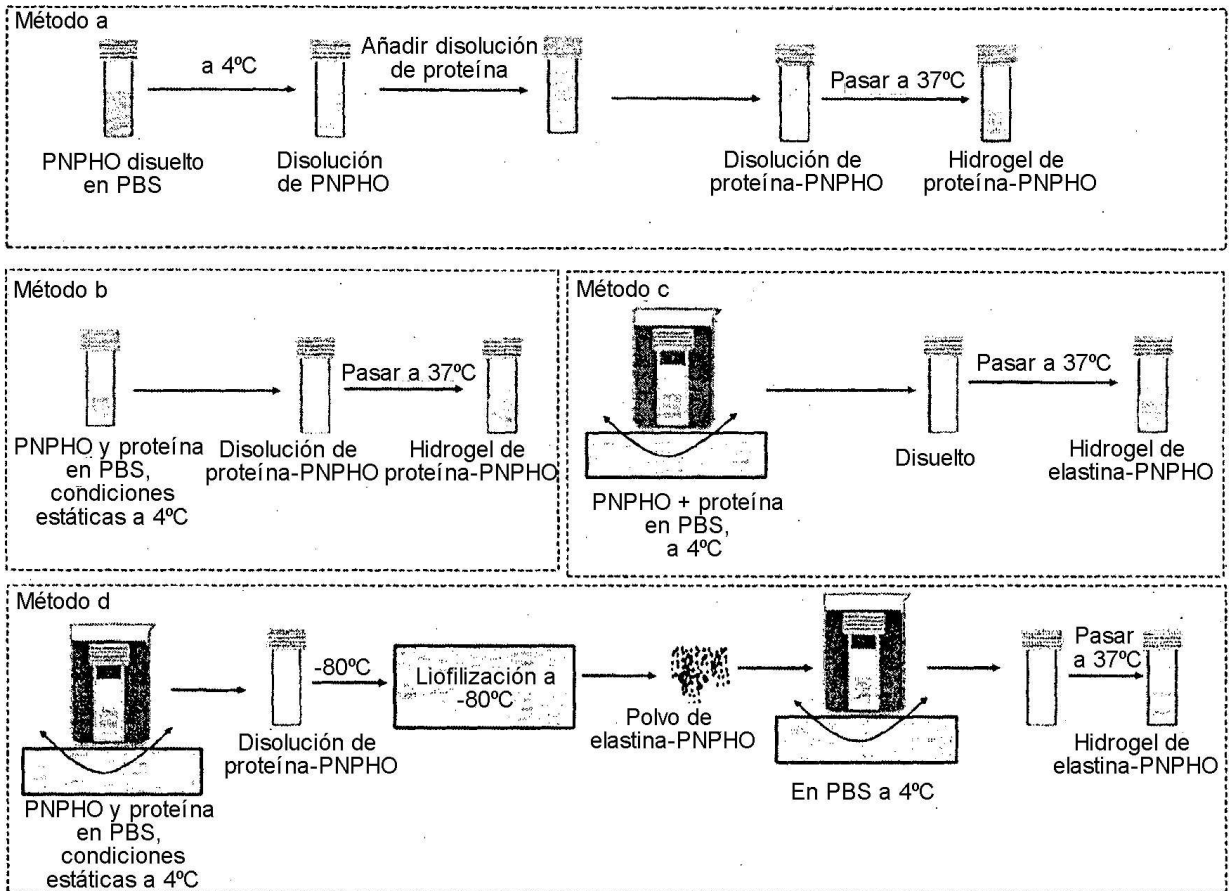 Método a
a 4ºC
Añadir disolución
de proteína
Pasar a 37ºC
PNPHO disuelto
en PBS
Disolución
de PNPHO
Disolución de
proteína-PNPHO
Hidrogel de
proteína-PNPHO
Método b
Pasar a 37ºC
PNPHO y proteína
en PBS,
condiciones
estáticas a 4ºC
Disolución de
proteína-PNPHO
Hidrogel de
proteína-PNPHO
Método c
Pasar a 37ºC
PNPHO + proteína
en PBS,
a 4ºC
Disuelto
Hidrogel de
elastina-PNPHO
Método d
-80ºC
Liofilización a
-80ºC
Pasar
a 37ºC
PNPHO y proteína
en PBS,
condiciones
estáticas a 4ºC
Disolución de
proteína-PNPHO
Polvo de
elastina-PNPHO
En PBS a 4ºC
Hidrogel de
elastina-PNPHO